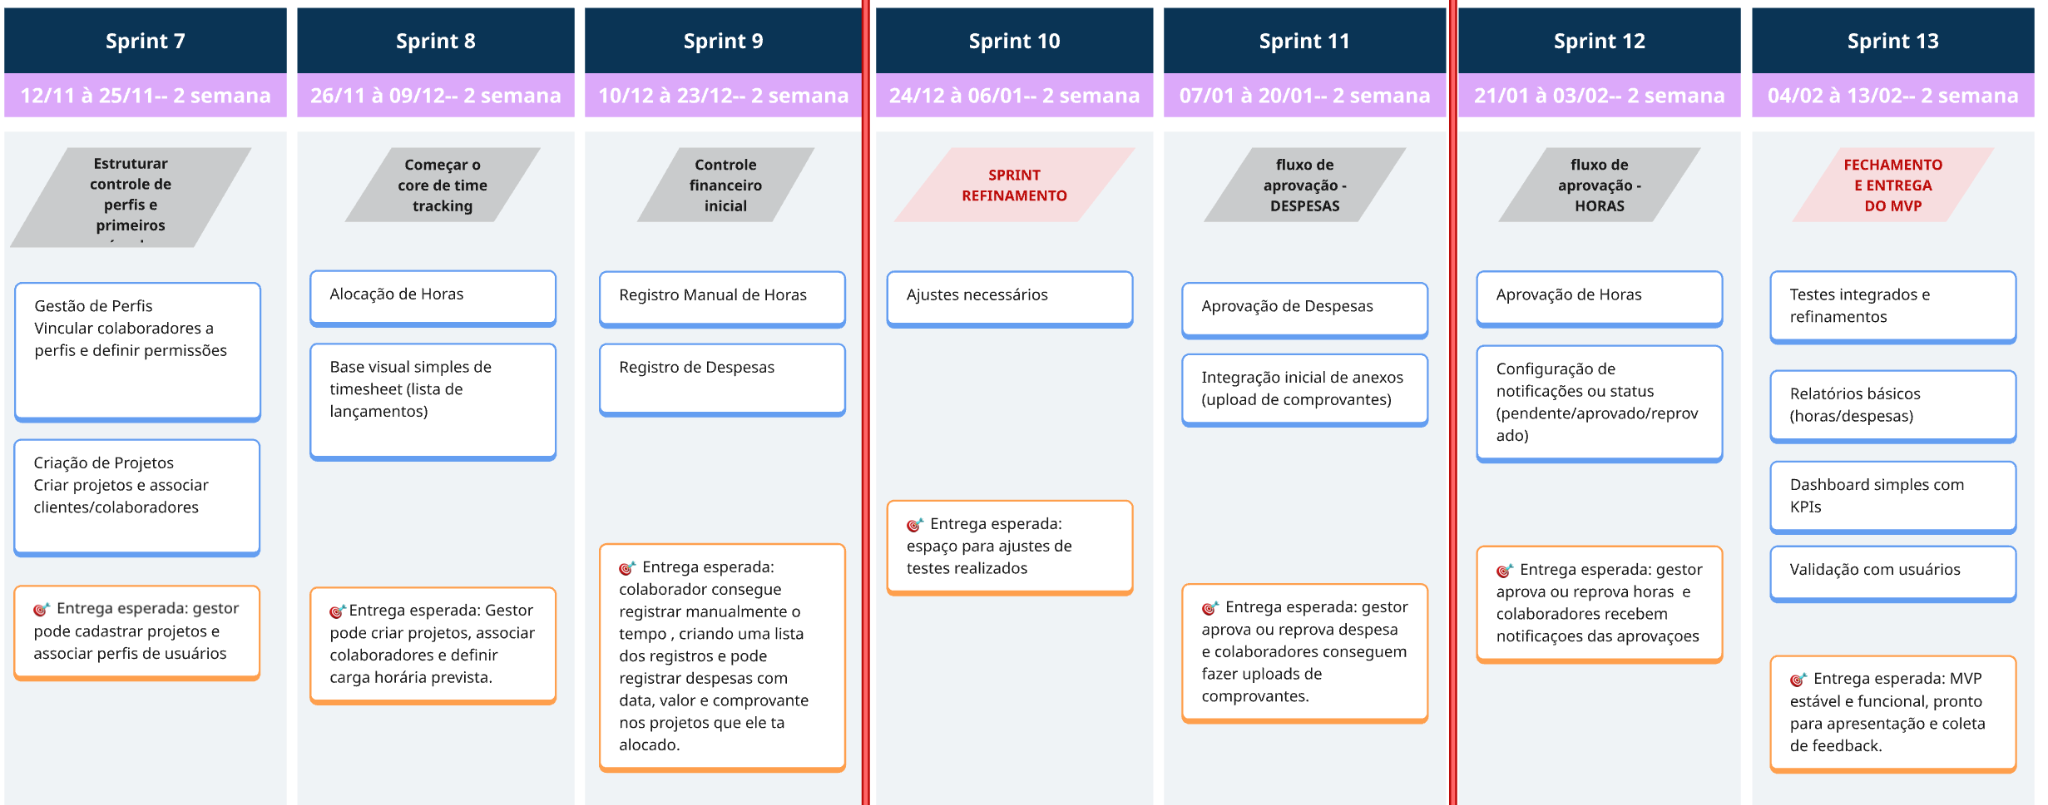 Sprint 7
12/11 à 25/11-- 2 semana
Estruturar
controle de
perfis e
primeiros
Gestão de Perfis
Vincular colaboradores a
perfis e definir permissões
Criação de Projetos
Criar projetos e associar
clientes/colaboradores
🎯 Entrega esperada: gestor
pode cadastrar projetos e
associar perfis de usuários
Sprint 8
26/11 à 09/12-- 2 semana
Começar o
core de time
tracking
Alocação de Horas
Base visual simples de
timesheet (lista de
lançamentos)
🎯Entrega esperada: Gestor
pode criar projetos, associar
colaboradores e definir
carga horária prevista.
Sprint 9
10/12 à 23/12-- 2 semana
Controle
financeiro
inicial
Registro Manual de Horas
Registro de Despesas
🎯 Entrega esperada:
colaborador consegue
registrar manualmente o
tempo , criando uma lista
dos registros e pode
registrar despesas com
data, valor e comprovante
nos projetos que ele ta
alocado.
Sprint 10
24/12 à 06/01-- 2 semana
SPRINT
REFINAMENTO
Ajustes necessários
🎯 Entrega esperada:
espaço para ajustes de
testes realizados
Sprint 11
07/01 à 20/01-- 2 semana
fluxo de
aprovação -
DESPESAS
Aprovação de Despesas
Integração inicial de anexos
(upload de comprovantes)
🎯 Entrega esperada: gestor
aprova ou reprova despesa
e colaboradores conseguem
fazer uploads de
comprovantes.
Sprint 12
21/01 à 03/02-- 2 semana
fluxo de
aprovação -
HORAS
Aprovação de Horas
Configuração de
notificações ou status
(pendente/aprovado/reprov
ado)
🎯 Entrega esperada: gestor
aprova ou reprova horas  e
colaboradores recebem
notificaçoes das aprovaçoes
Sprint 13
04/02 à 13/02-- 2 semana
FECHAMENTO
E ENTREGA
DO MVP
Testes integrados e
refinamentos
Relatórios básicos
(horas/despesas)
Dashboard simples com
KPIs
Validação com usuários
🎯 Entrega esperada: MVP
estável e funcional, pronto
para apresentação e coleta
de feedback.